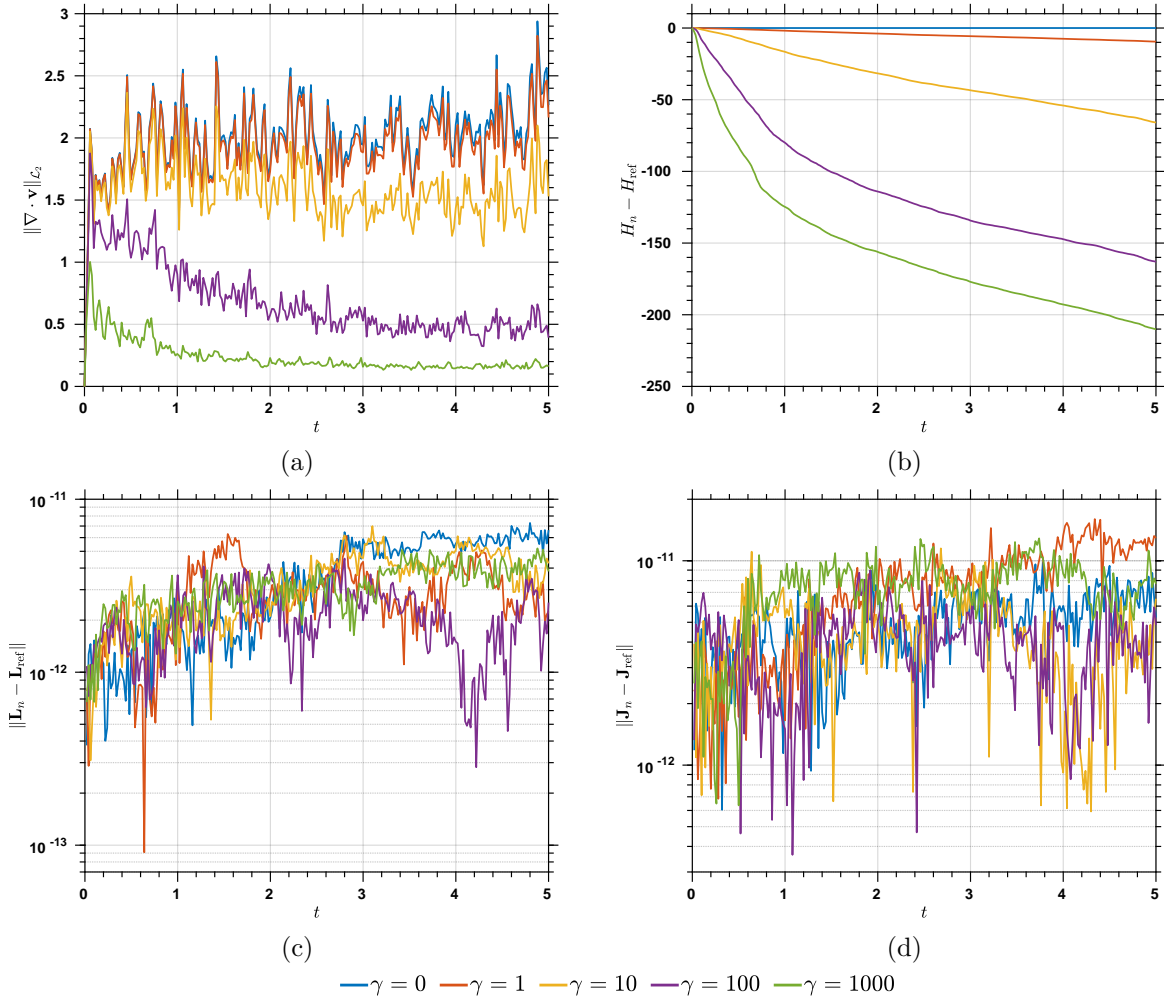 3
2.5
2
1.5
1
0.5
0
‖∇ · v‖_{ℒ₂}
0 1 2 3 4 5
t
(a)
0
-50
-100
-150
-200
-250
H_n − H_ref
0 1 2 3 4 5
t
(b)
10^-11
10^-12
10^-13
‖L_n − L_ref‖
0 1 2 3 4 5
t
(c)
10^-11
10^-12
‖J_n − J_ref‖
0 1 2 3 4 5
t
(d)
γ = 0 γ = 1 γ = 10 γ = 100 γ = 1000